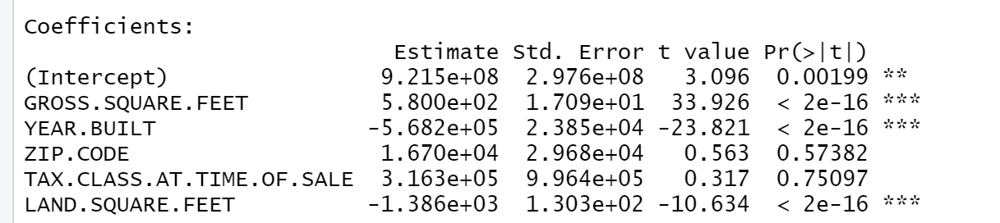 Coefficients:
Estimate Std. Error t value Pr(>|t|)
(Intercept) 9.215e+08 2.976e+08 3.096 0.00199 **
GROSS.SQUARE.FEET 5.800e+02 1.709e+01 33.926 < 2e-16 ***
YEAR.BUILT -5.682e+05 2.385e+04 -23.821 < 2e-16 ***
ZIP.CODE 1.670e+04 2.968e+04 0.563 0.57382
TAX.CLASS.AT.TIME.OF.SALE 3.163e+05 9.964e+05 0.317 0.75097
LAND.SQUARE.FEET -1.386e+03 1.303e+02 -10.634 < 2e-16 ***